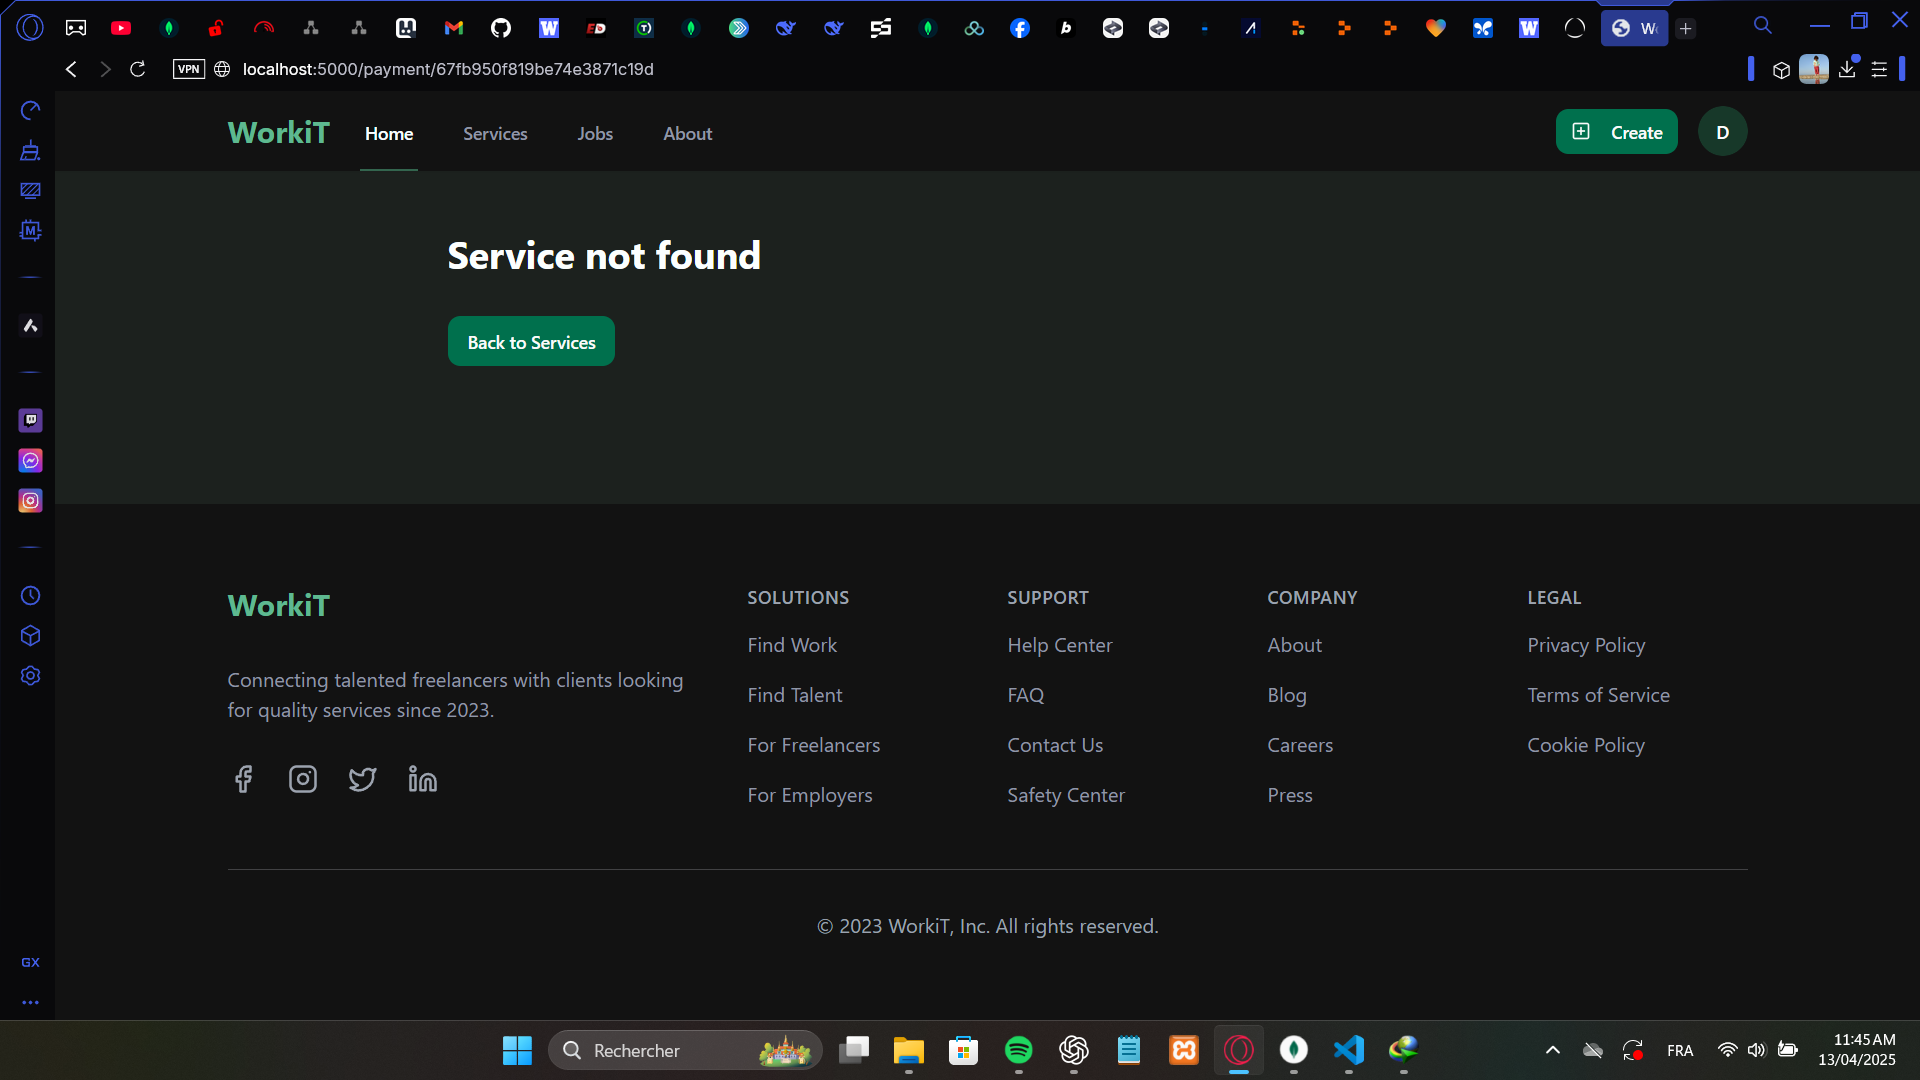 W
VPN
localhost:5000/payment/67fb950f819be74e3871c19d
WorkiT
Home
Services
Jobs
About
Create
D
Service not found
Back to Services
WorkiT
Connecting talented freelancers with clients looking
for quality services since 2023.
SOLUTIONS
Find Work
Find Talent
For Freelancers
For Employers
SUPPORT
Help Center
FAQ
Contact Us
Safety Center
COMPANY
About
Blog
Careers
Press
LEGAL
Privacy Policy
Terms of Service
Cookie Policy
© 2023 WorkiT, Inc. All rights reserved.
GX
Rechercher
FRA
11:45 AM
13/04/2025